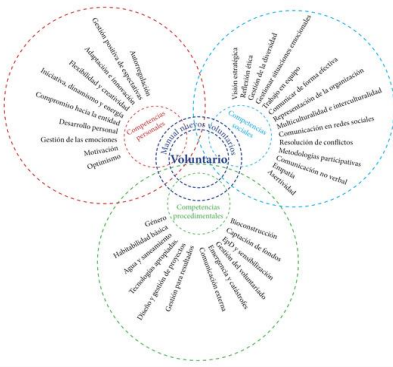 Autorregulación
Gestión positiva de expectativas
Adaptación e innovación
Flexibilidad y creatividad
Iniciativa, dinamismo y energía
Compromiso hacia la entidad
Desarrollo personal
Gestión de las emociones
Motivación
Optimismo
Competencias
personales
Visión estratégica
Reflexión ética
Gestión de la diversidad
Gestionar situaciones emocionales
Trabajo en equipo
Comunicar de forma efectiva
Representación de la organización
Multiculturalidad e interculturalidad
Comunicación en redes sociales
Resolución de conflictos
Metodologías participativas
Comunicación no verbal
Empatía
Asertividad
Competencias
sociales
Manual nuevos voluntarios
Voluntario
Competencias
procedimentales
Género
Habitabilidad básica
Agua y saneamiento
Tecnologías apropiadas.
Diseño y gestión de proyectos
Gestión para resultados
Comunicación externa
Emergencia y catástrofes
Gestión del voluntariado
EpD y sensibilización
Captación de fondos
Bioconstrucción